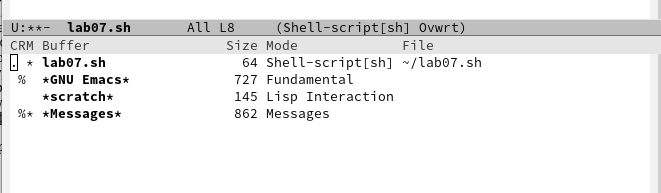 U:**-  lab07.sh       All L8     (Shell-script[sh] Ovwrt)
CRM Buffer                Size Mode              File
. * lab07.sh                64 Shell-script[sh] ~/lab07.sh
 %  *GNU Emacs*            727 Fundamental
    *scratch*              145 Lisp Interaction
 %* *Messages*             862 Messages